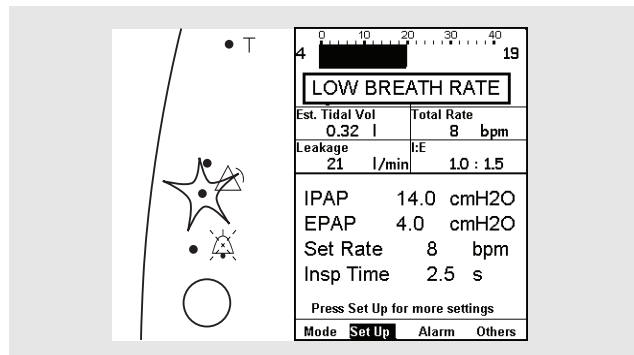 T
0 10 20 30 40
4 19
LOW BREATH RATE
Est. Tidal Vol Total Rate
0.32 l 8 bpm
Leakage I:E
21 l/min 1.0 : 1.5
IPAP 14.0 cmH2O
EPAP 4.0 cmH2O
Set Rate 8 bpm
Insp Time 2.5 s
Press Set Up for more settings
Mode Set Up Alarm Others